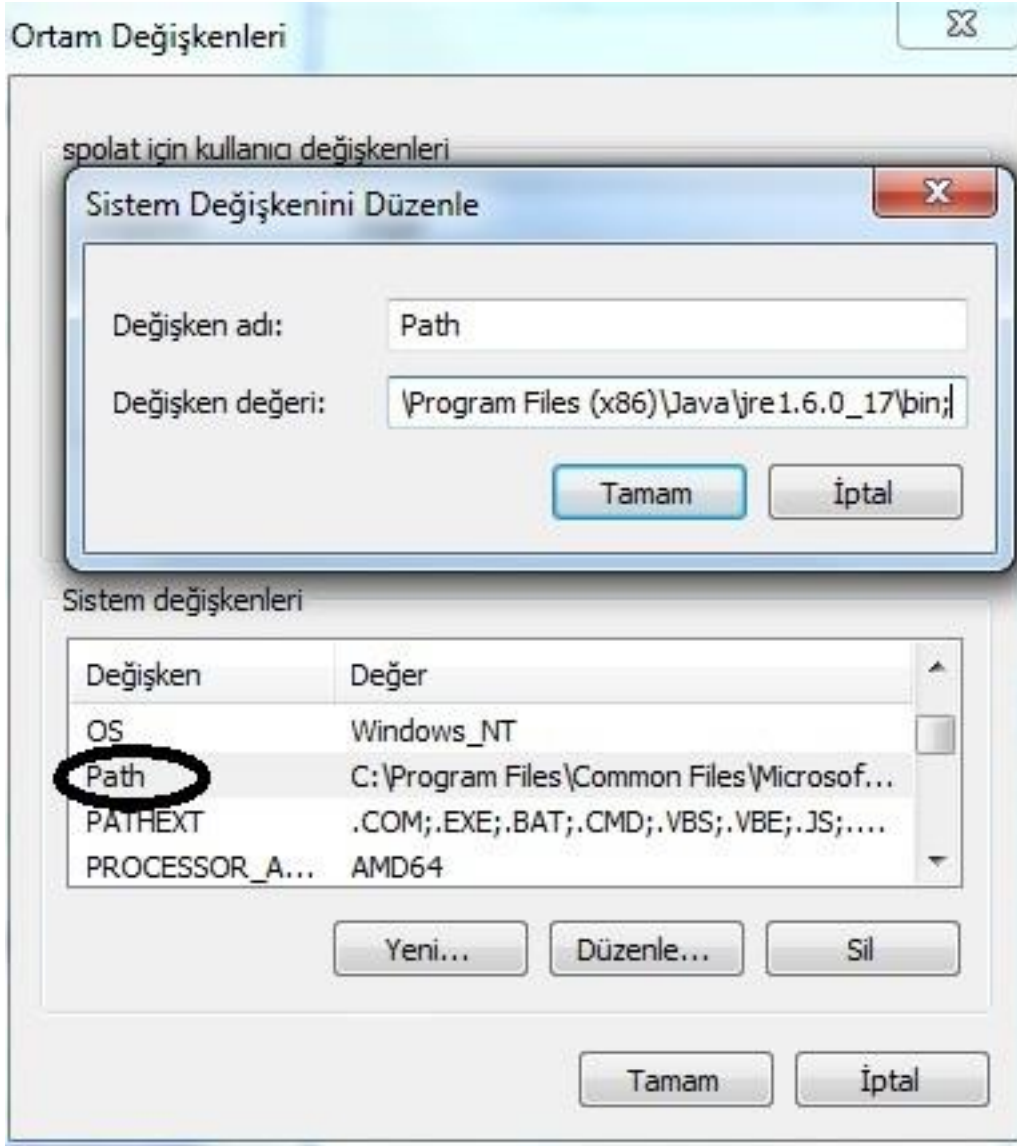 Ortam Değişkenleri
spolat için kullanıcı değişkenleri
Sistem Değişkenini Düzenle
Değişken adı: Path
Değişken değeri: \Program Files (x86)\Java\jre1.6.0_17\bin;
Tamam İptal
Sistem değişkenleri
Değişken Değer
OS Windows_NT
Path C:\Program Files\Common Files\Microsof...
PATHEXT .COM;.EXE;.BAT;.CMD;.VBS;.VBE;.JS;....
PROCESSOR_A... AMD64
Yeni... Düzenle... Sil
Tamam İptal